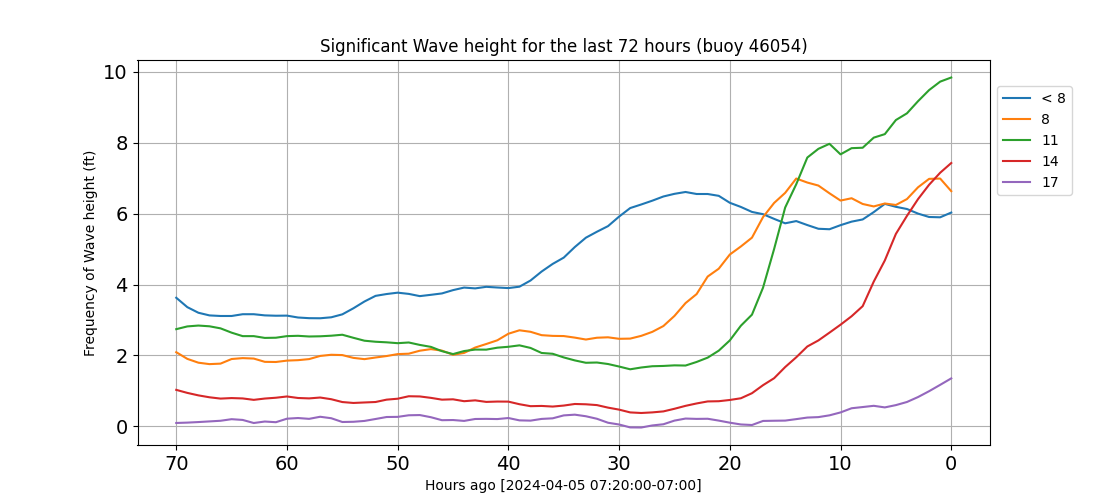 Significant Wave height for the last 72 hours (buoy 46054)
10
8
6
4
2
0
Frequency of Wave height (ft)
70 60 50 40 30 20 10 0
Hours ago [2024-04-05 07:20:00-07:00]
< 8
8
11
14
17